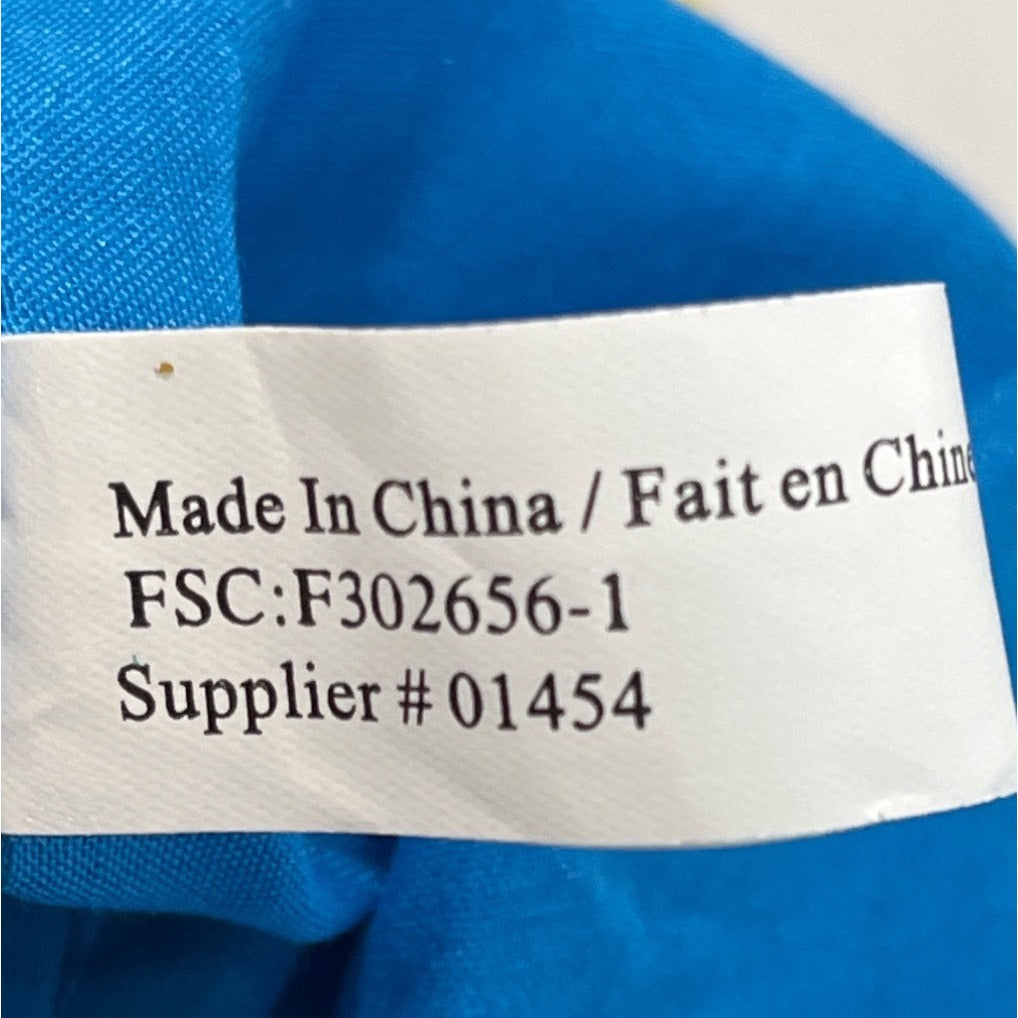 Made In China / Fait en Chine
FSC:F302656-1
Supplier # 01454